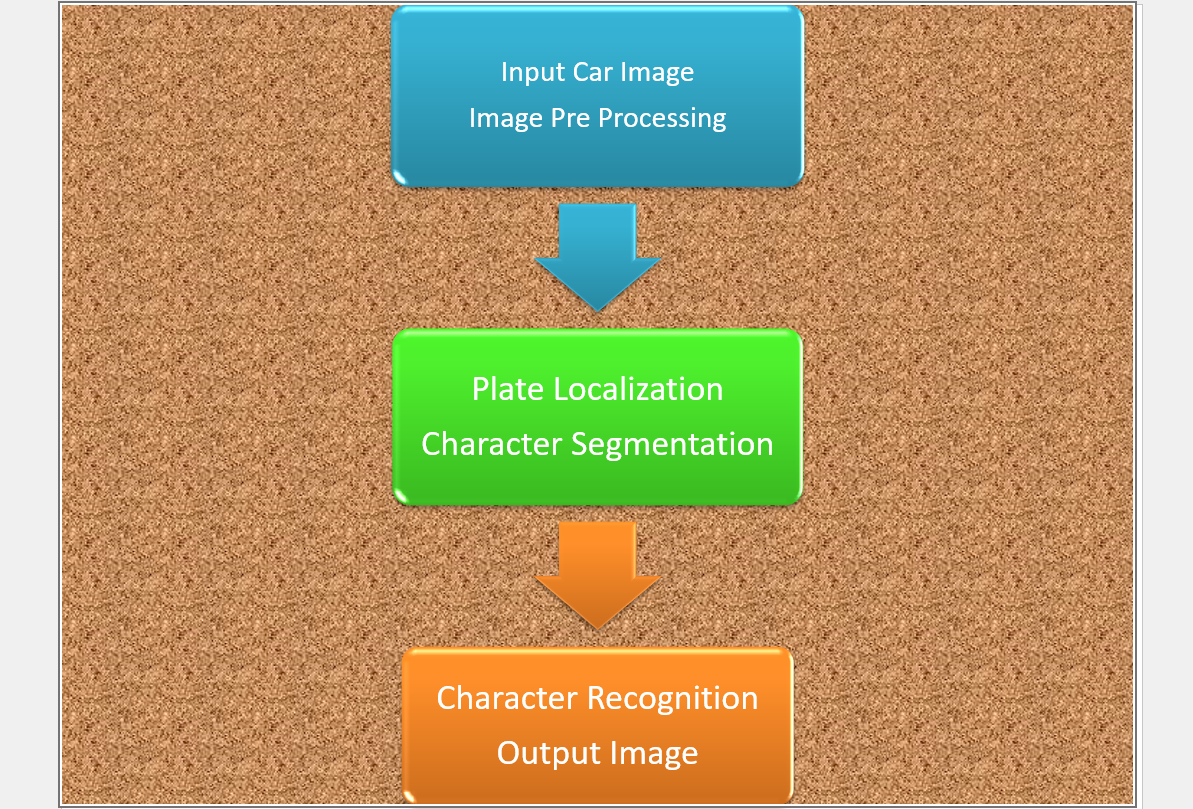 Input Car Image
Image Pre Processing
Plate Localization
Character Segmentation
Character Recognition
Output Image